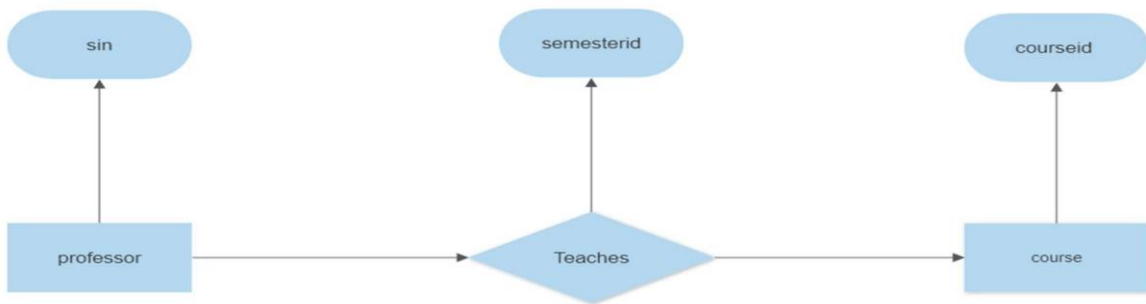 sin
semesterid
courseid
professor
Teaches
course